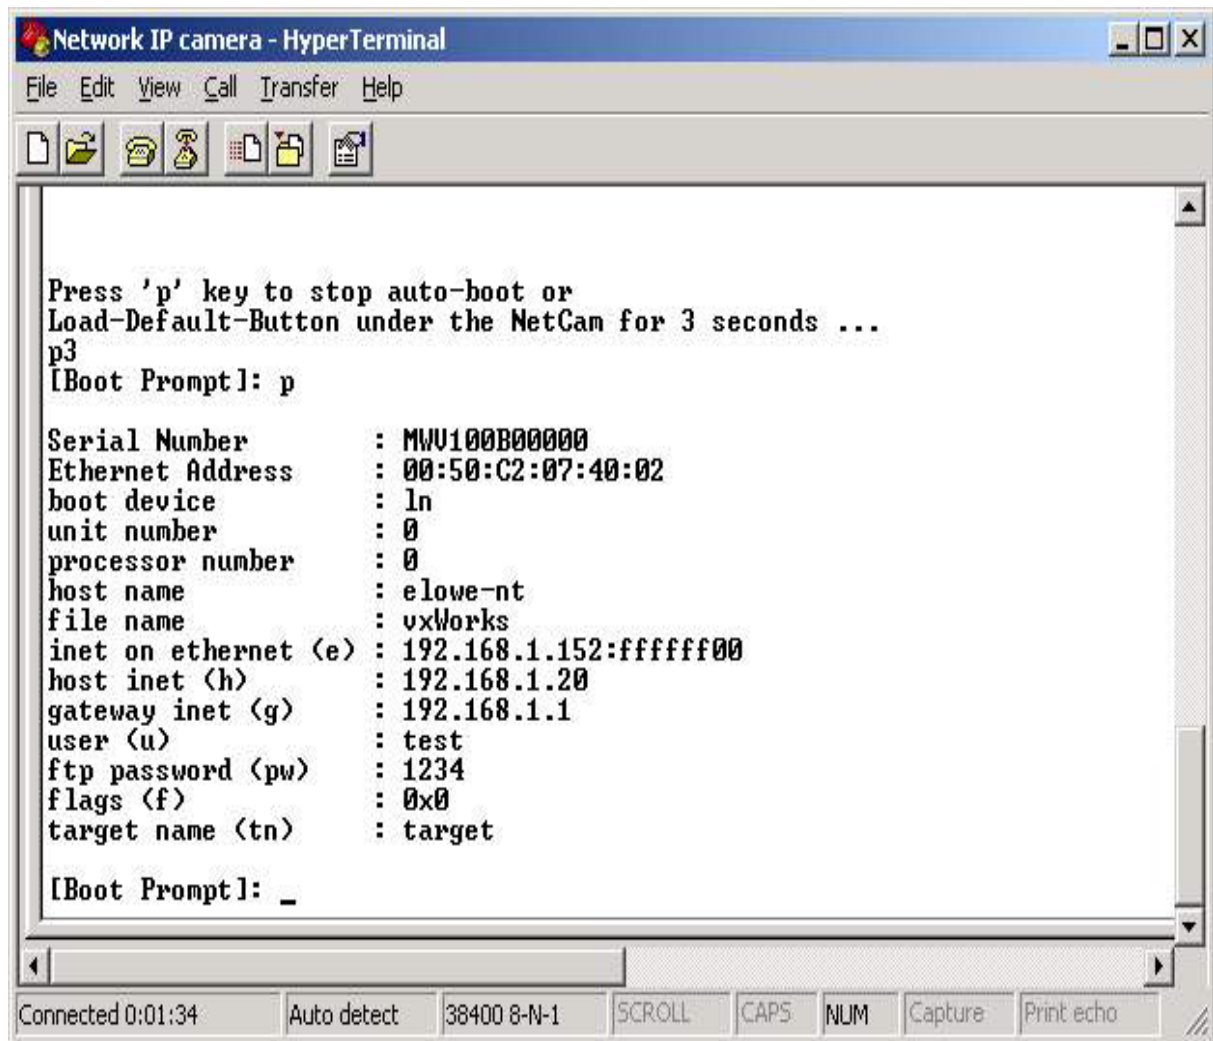 Network IP camera - HyperTerminal
File Edit View Call Transfer Help
Press 'p' key to stop auto-boot or
Load-Default-Button under the NetCam for 3 seconds ...
p3
[Boot Prompt]: p
Serial Number : MWV100B00000
Ethernet Address : 00:50:C2:07:40:02
boot device : ln
unit number : 0
processor number : 0
host name : elowe-nt
file name : vxWorks
inet on ethernet (e) : 192.168.1.152:ffffff00
host inet (h) : 192.168.1.20
gateway inet (g) : 192.168.1.1
user (u) : test
ftp password (pw) : 1234
flags (f) : 0x0
target name (tn) : target
[Boot Prompt]: _
Connected 0:01:34 Auto detect 38400 8-N-1 SCROLL CAPS NUM Capture Print echo